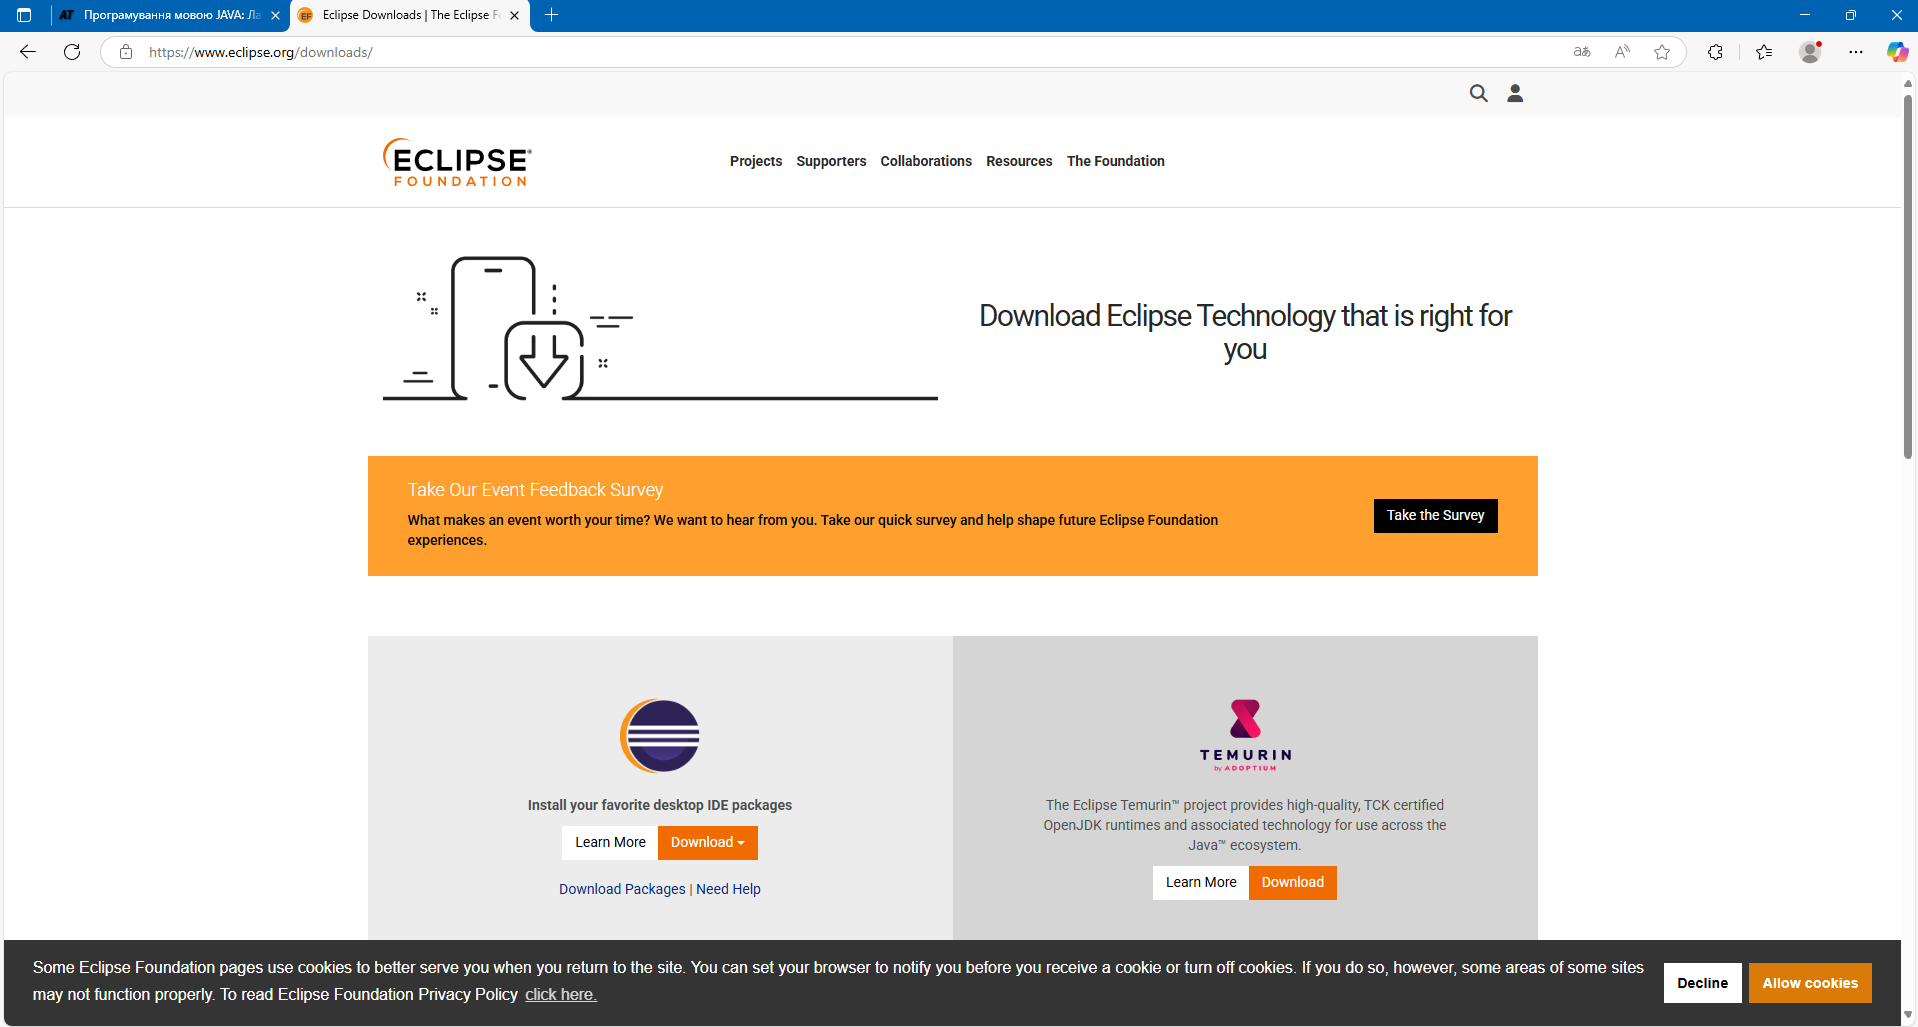 AT Програмування мовою JAVA: Ла
EF Eclipse Downloads | The Eclipse F
https://www.eclipse.org/downloads/
ECLIPSE®
FOUNDATION
Projects Supporters Collaborations Resources The Foundation
Download Eclipse Technology that is right for
you
Take Our Event Feedback Survey
What makes an event worth your time? We want to hear from you. Take our quick survey and help shape future Eclipse Foundation
experiences.
Take the Survey
Install your favorite desktop IDE packages
Learn More Download
Download Packages | Need Help
TEMURIN
by ADOPTIUM
The Eclipse Temurin™ project provides high-quality, TCK certified
OpenJDK runtimes and associated technology for use across the
Java™ ecosystem.
Learn More Download
Some Eclipse Foundation pages use cookies to better serve you when you return to the site. You can set your browser to notify you before you receive a cookie or turn off cookies. If you do so, however, some areas of some sites
may not function properly. To read Eclipse Foundation Privacy Policy click here.
Decline Allow cookies